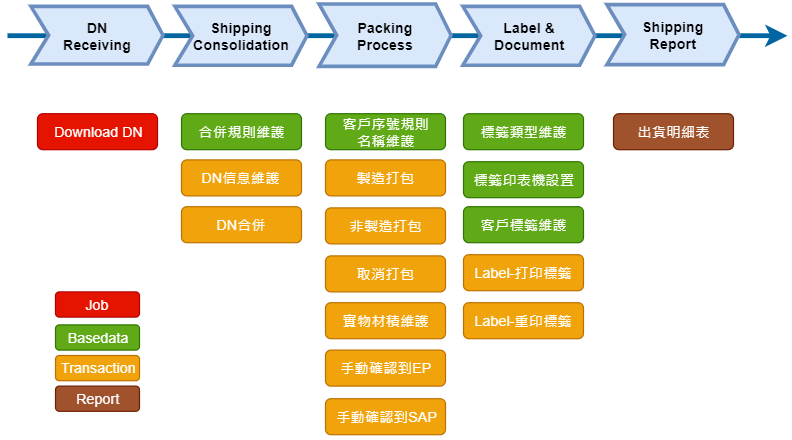 DN
Receiving
Shipping
Consolidation
Packing
Process
Label &
Document
Shipping
Report
Download DN
合併規則維護
DN信息維護
DN合併
客戶序號規則
名稱維護
製造打包
非製造打包
取消打包
實物材積維護
手動確認到EP
手動確認到SAP
標籤類型維護
標籤印表機設置
客戶標籤維護
Label-打印標籤
Label-重印標籤
出貨明細表
Job
Basedata
Transaction
Report